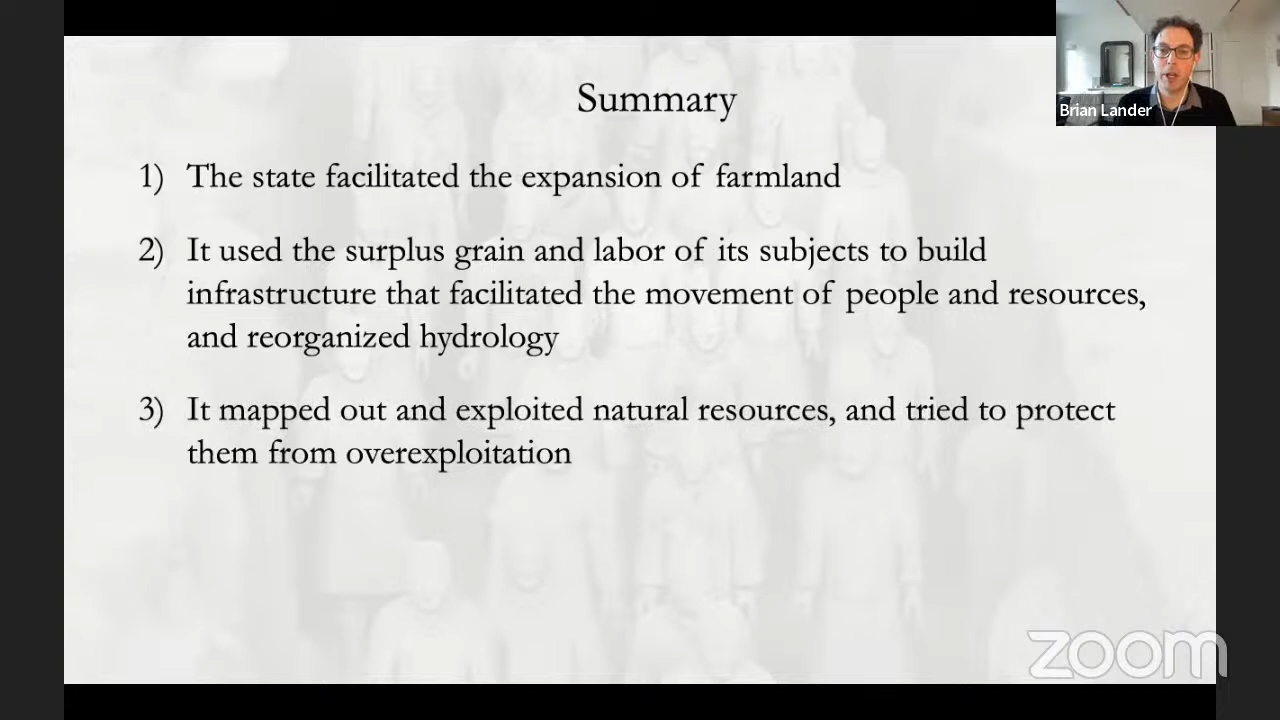 Summary
Brian Lander
1) The state facilitated the expansion of farmland
2) It used the surplus grain and labor of its subjects to build
infrastructure that facilitated the movement of people and resources,
and reorganized hydrology
3) It mapped out and exploited natural resources, and tried to protect
them from overexploitation
zoom